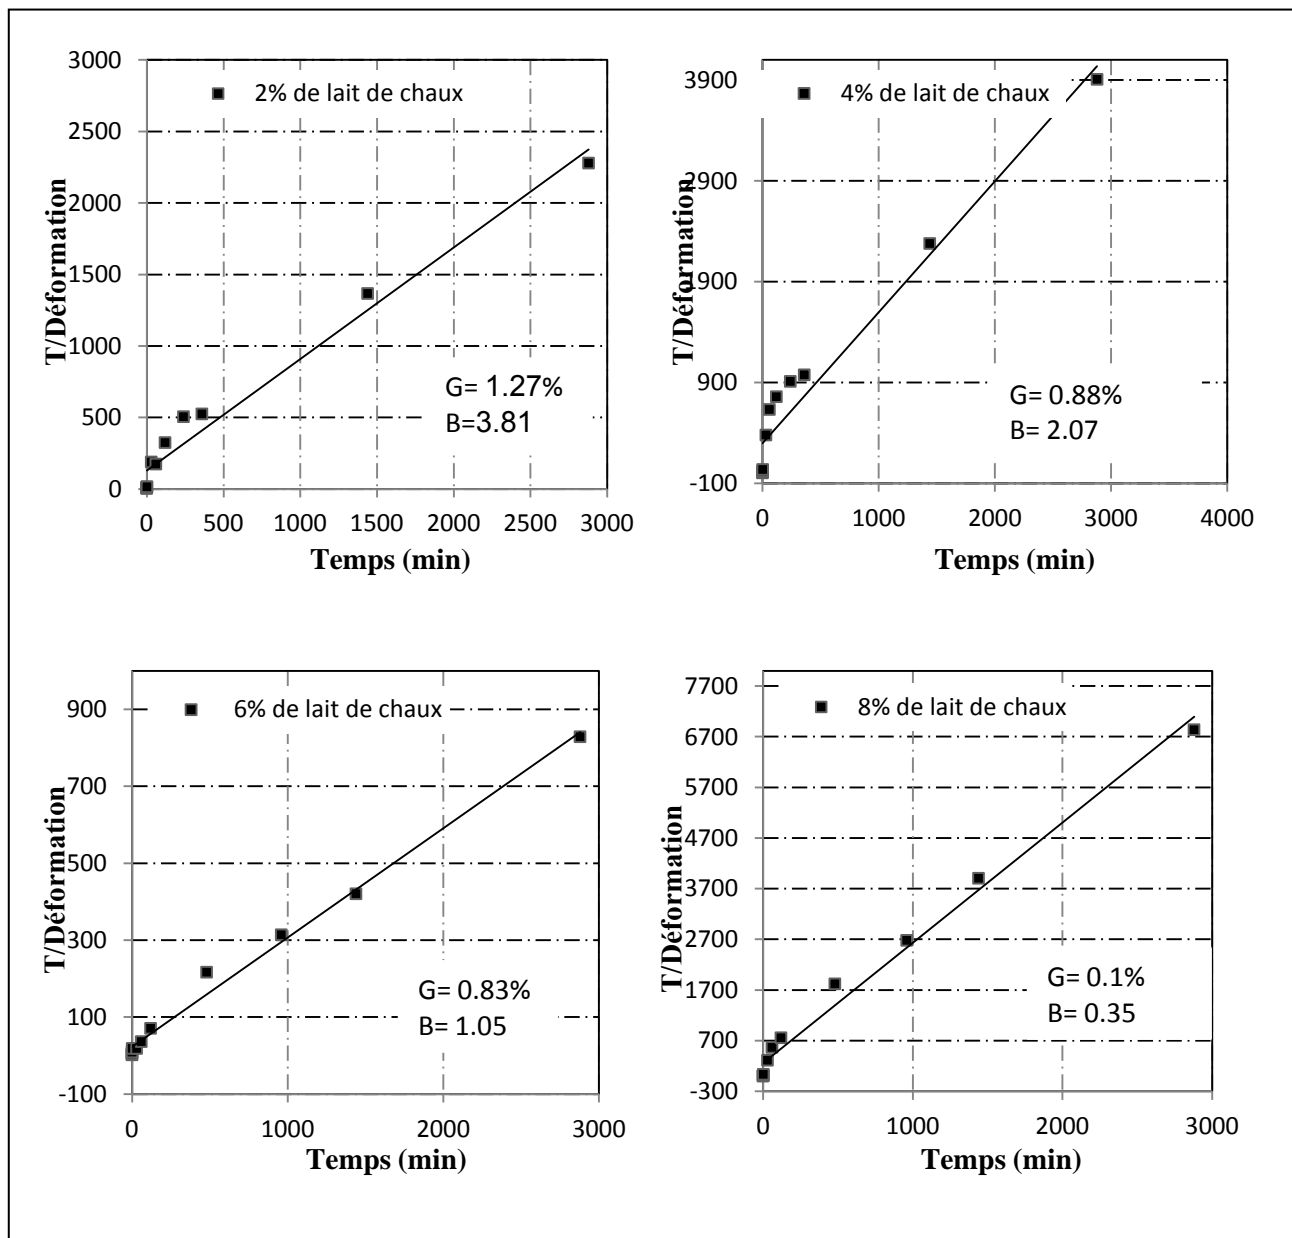 3000
2% de lait de chaux
2500
2000
1500
1000
500
0
T/Déformation
G= 1.27%
B=3.81
0 500 1000 1500 2000 2500 3000
Temps (min)
3900
4% de lait de chaux
2900
1900
900
-100
T/Déformation
G= 0.88%
B= 2.07
0 1000 2000 3000 4000
Temps (min)
900
6% de lait de chaux
700
500
300
100
-100
T/Déformation
G= 0.83%
B= 1.05
0 1000 2000 3000
Temps (min)
7700
8% de lait de chaux
6700
5700
4700
3700
2700
1700
700
-300
T/Déformation
G= 0.1%
B= 0.35
0 1000 2000 3000
Temps (min)